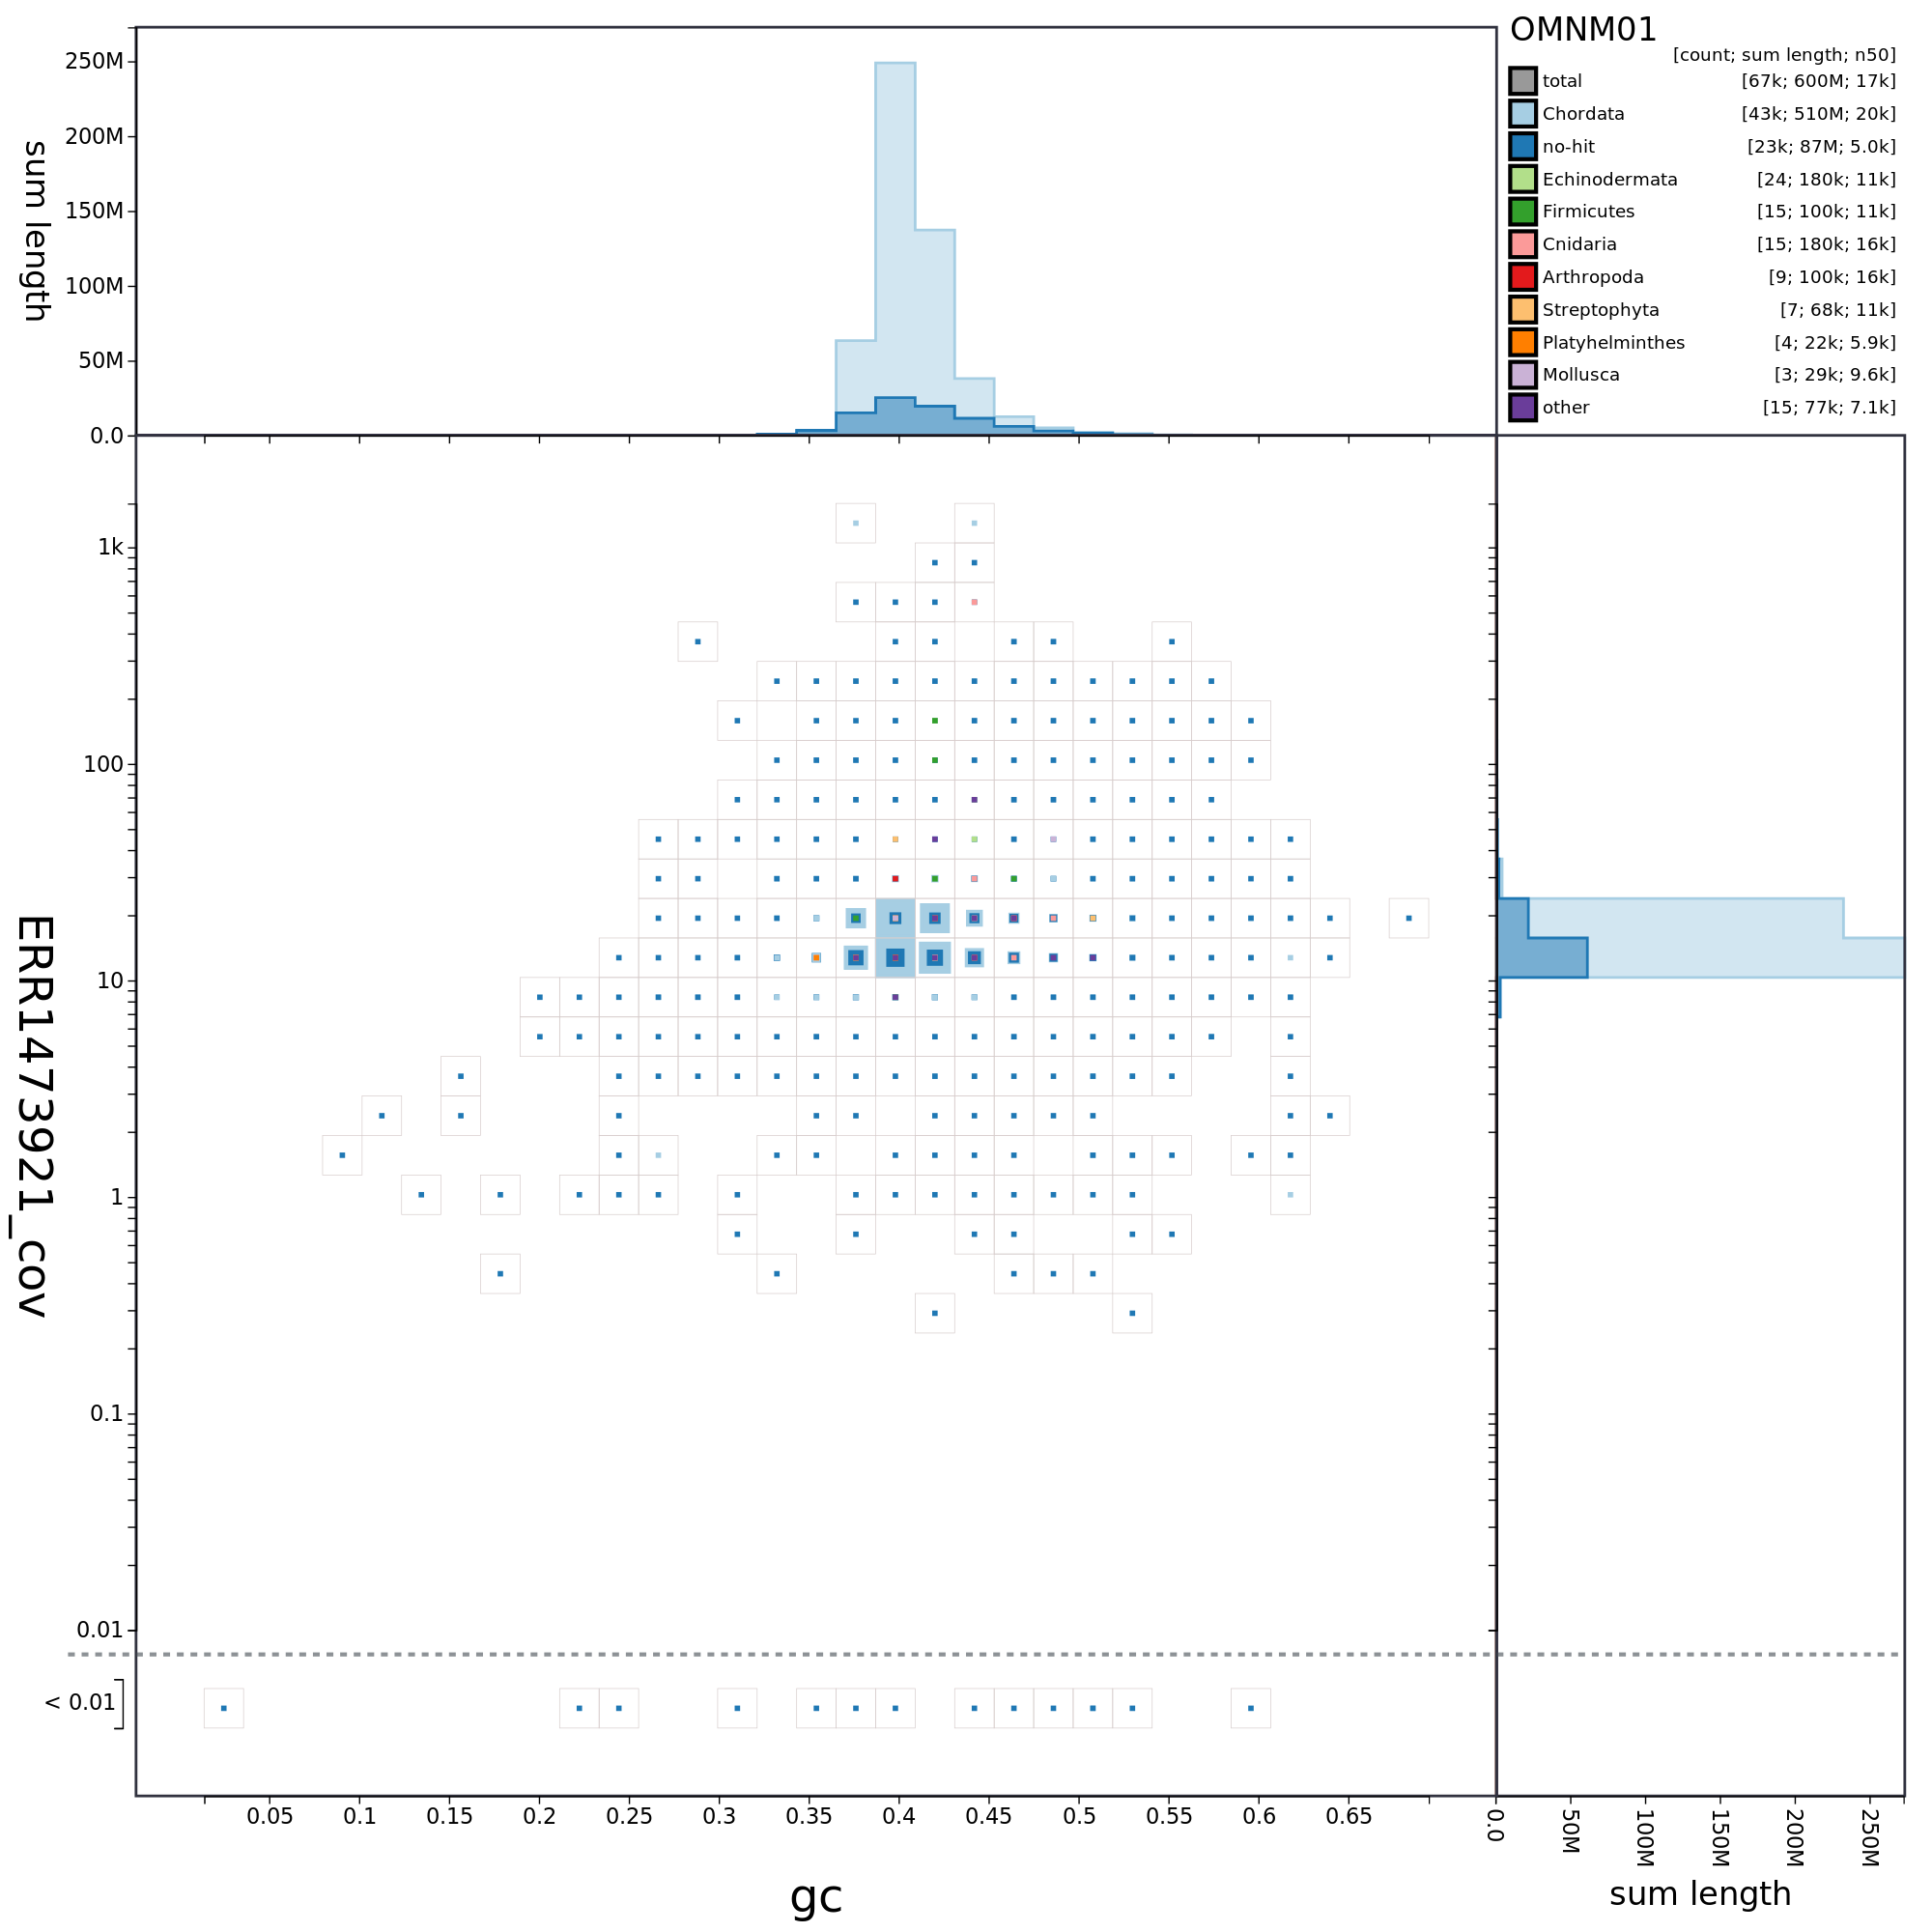 OMNM01
[count; sum length; n50]
total [67k; 600M; 17k]
Chordata [43k; 510M; 20k]
no-hit [23k; 87M; 5.0k]
Echinodermata [24; 180k; 11k]
Firmicutes [15; 100k; 11k]
Cnidaria [15; 180k; 16k]
Arthropoda [9; 100k; 16k]
Streptophyta [7; 68k; 11k]
Platyhelminthes [4; 22k; 5.9k]
Mollusca [3; 29k; 9.6k]
other [15; 77k; 7.1k]
sum length
250M
200M
150M
100M
50M
0.0
ERR1473921_cov
1k
100
10
1
0.1
0.01
< 0.01
0.05 0.1 0.15 0.2 0.25 0.3 0.35 0.4 0.45 0.5 0.55 0.6 0.65
gc
0.0 50M 100M 150M 200M 250M
sum length